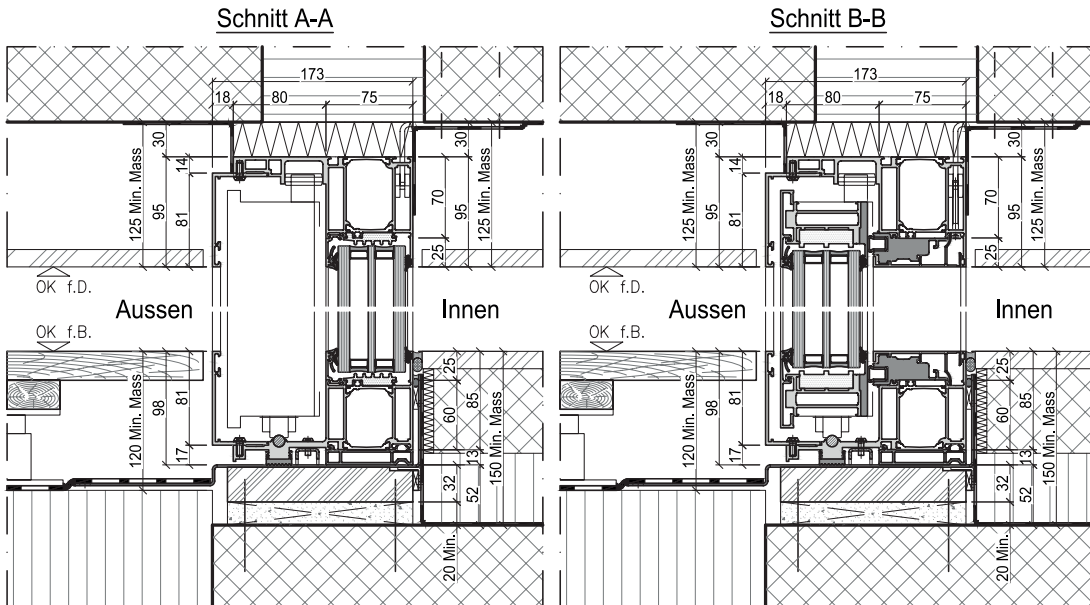 Schnitt A-A
173
18
80
75
30
14
125 Min. Mass
95
81
30
70
95
125 Min. Mass
25
OK f.D.
Aussen
Innen
OK f.B.
120 Min. Mass
98
81
17
25
60
85
150 Min. Mass
13
32
52
20 Min.
Schnitt B-B
173
18
80
75
30
14
125 Min. Mass
95
81
30
70
95
125 Min. Mass
25
OK f.D.
Aussen
Innen
OK f.B.
120 Min. Mass
98
81
17
25
60
85
150 Min. Mass
13
32
52
20 Min.